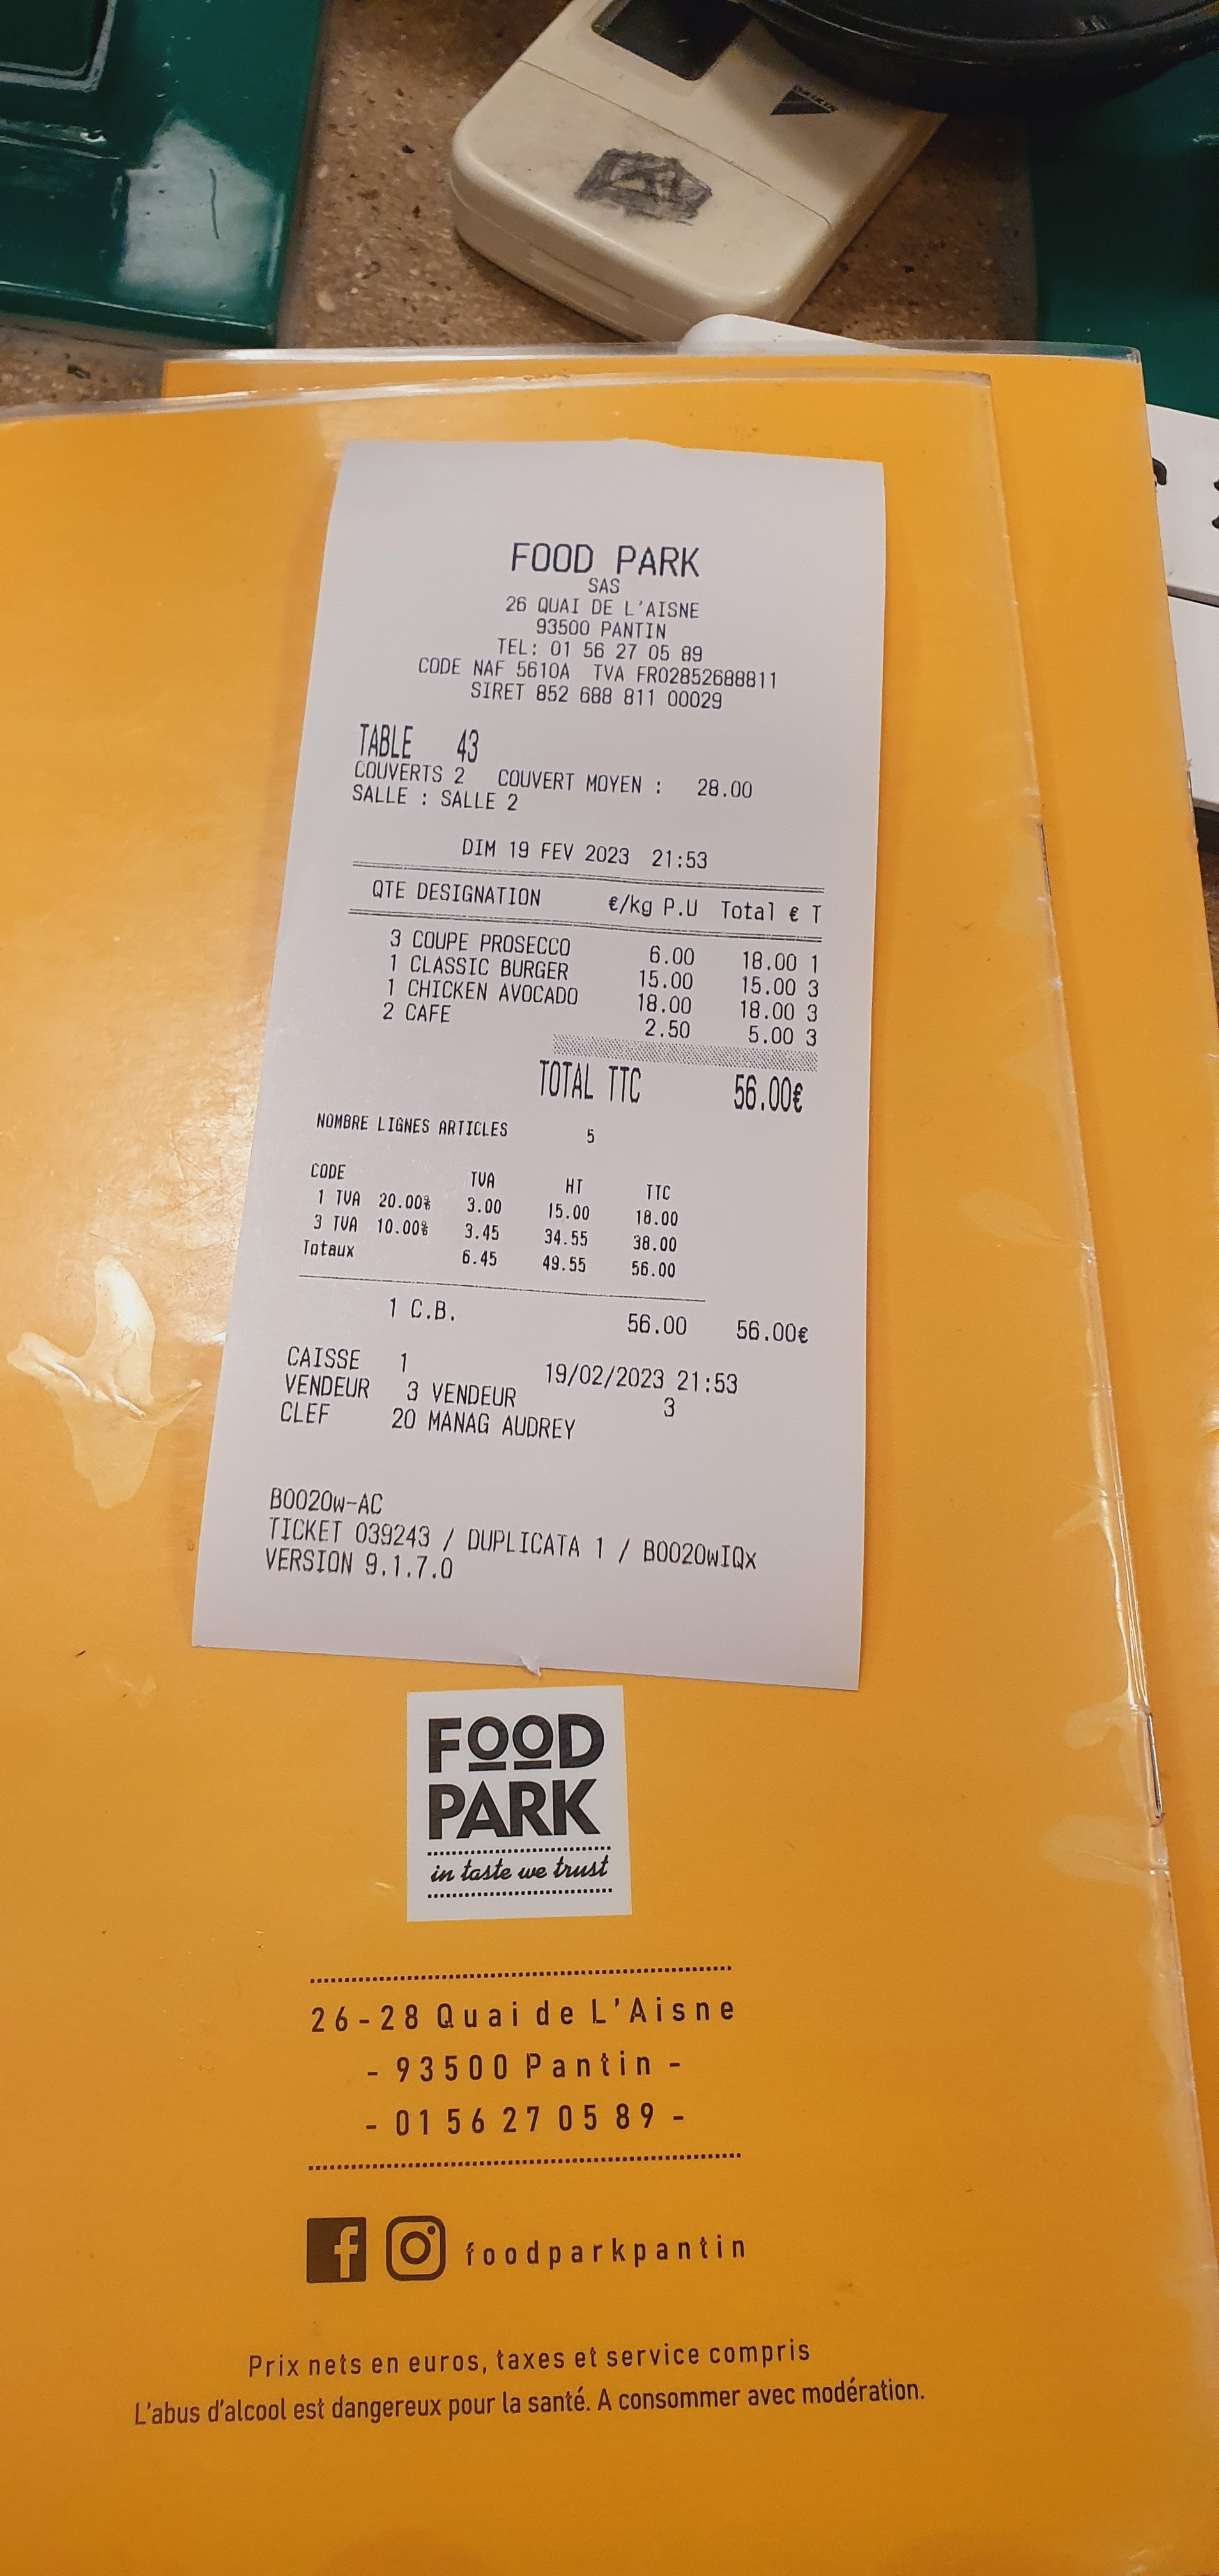 DAIKIN
FOOD PARK
SAS
26 QUAI DE L'AISNE
93500 PANTIN
TEL: 01 56 27 05 89
CODE NAF 5610A TVA FR02852688811
SIRET 852 688 811 00029
TABLE 43
COUVERTS 2 COUVERT MOYEN : 28.00
SALLE : SALLE 2
DIM 19 FEV 2023 21:53
QTE DESIGNATION €/kg P.U Total € T
3 COUPE PROSECCO 6.00 18.00 1
1 CLASSIC BURGER 15.00 15.00 3
1 CHICKEN AVOCADO 18.00 18.00 3
2 CAFE 2.50 5.00 3
TOTAL TTC 56.00€
NOMBRE LIGNES ARTICLES 5
CODE TVA HT TTC
1 TVA 20.00% 3.00 15.00 18.00
3 TVA 10.00% 3.45 34.55 38.00
Totaux 6.45 49.55 56.00
1 C.B. 56.00 56.00€
CAISSE 1 19/02/2023 21:53
VENDEUR 3 VENDEUR 3
CLEF 20 MANAG AUDREY
B0020w-AC
TICKET 039243 / DUPLICATA 1 / B0020wIQx
VERSION 9.1.7.0
FOOD
PARK
in taste we trust
26-28 Quai de L'Aisne
- 93500 Pantin -
- 01 56 27 05 89 -
foodparkpantin
Prix nets en euros, taxes et service compris
L'abus d'alcool est dangereux pour la santé. A consommer avec modération.